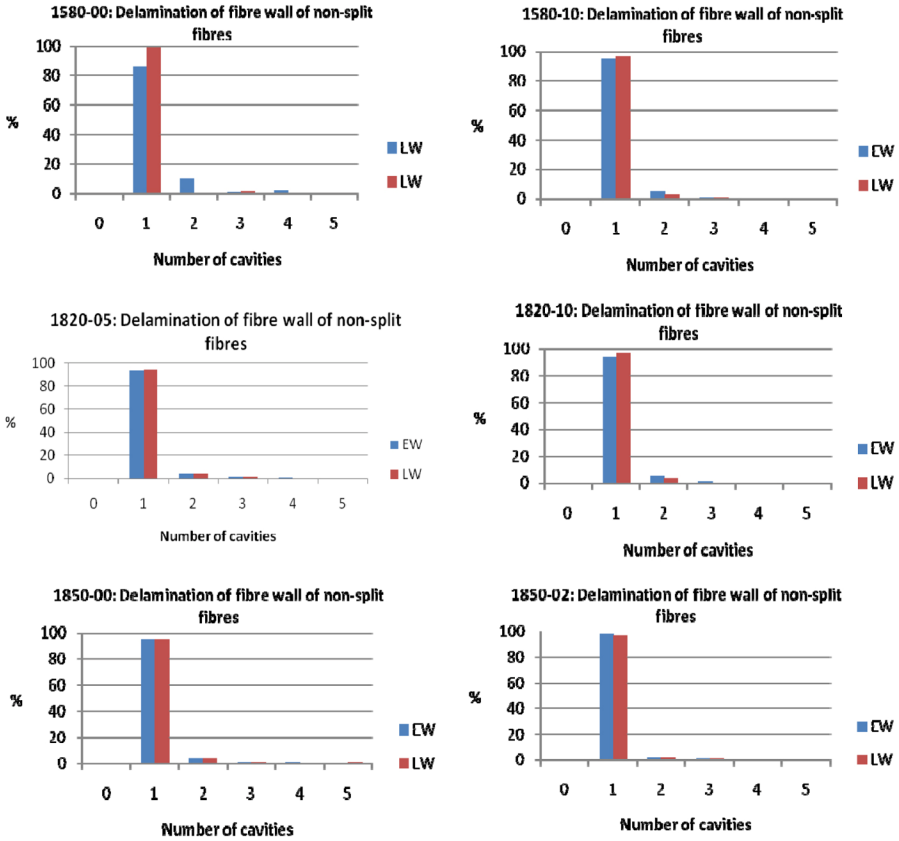 1580-00: Delamination of fibre wall of non-split
fibres
100
80
60
40
20
0
%
0 1 2 3 4 5
Number of cavities
LW
LW
1580-10: Delamination of fibre wall of non-split
fibres
100
80
60
40
20
0
%
0 1 2 3 4 5
Number of cavities
EW
LW
1820-05: Delamination of fibre wall of non-split
fibres
100
80
60
40
20
0
%
0 1 2 3 4 5
Number of cavities
EW
LW
1820-10: Delamination of fibre wall of non-split
fibres
100
80
60
40
20
0
%
0 1 2 3 4 5
Number of cavities
EW
LW
1850-00: Delamination of fibre wall of non-split
fibres
100
80
60
40
20
0
%
0 1 2 3 4 5
Number of cavities
EW
LW
1850-02: Delamination of fibre wall of non-split
fibres
100
80
60
40
20
0
%
0 1 2 3 4 5
Number of cavities
EW
LW